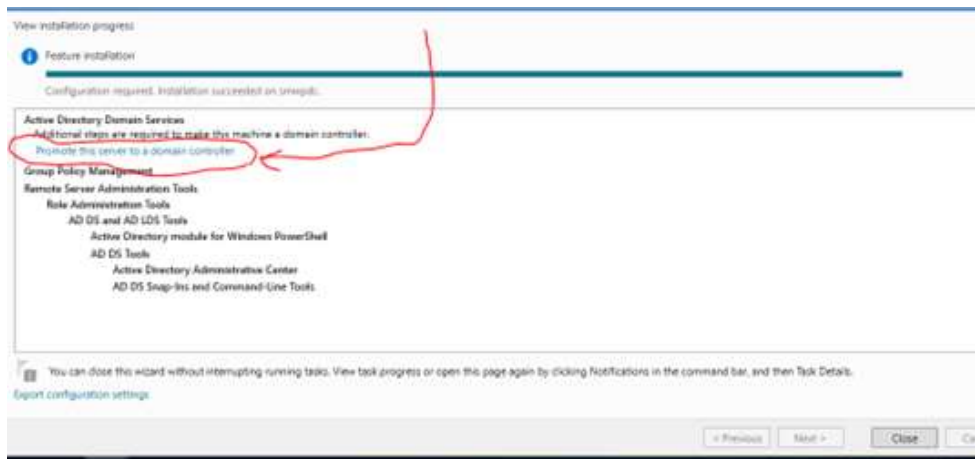 View installation progress
Feature installation
Configuration required. Installation succeeded on
Active Directory Domain Services
Additional steps are required to make this machine a domain controller.
Promote this server to a domain controller
Group Policy Management
Remote Server Administration Tools
Role Administration Tools
AD DS and AD LDS Tools
Active Directory module for Windows PowerShell
AD DS Tools
Active Directory Administrative Center
AD DS Snap-Ins and Command-Line Tools
You can close this wizard without interrupting running tasks. View task progress or open this page again by clicking Notifications in the command bar, and then Task Details.
Export configuration settings
< Previous Next > Close Ca